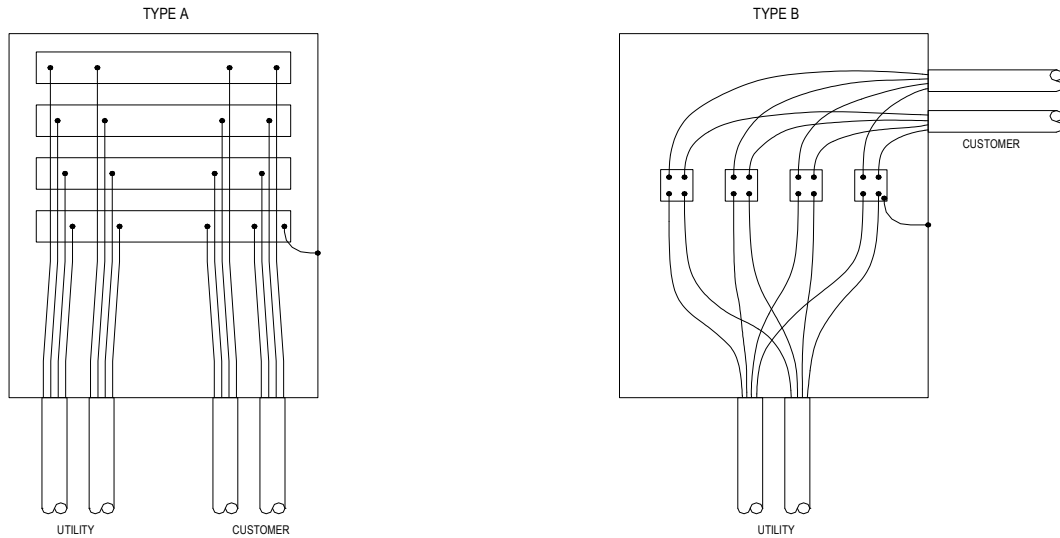 TYPE A
TYPE B
CUSTOMER
UTILITY
CUSTOMER
UTILITY